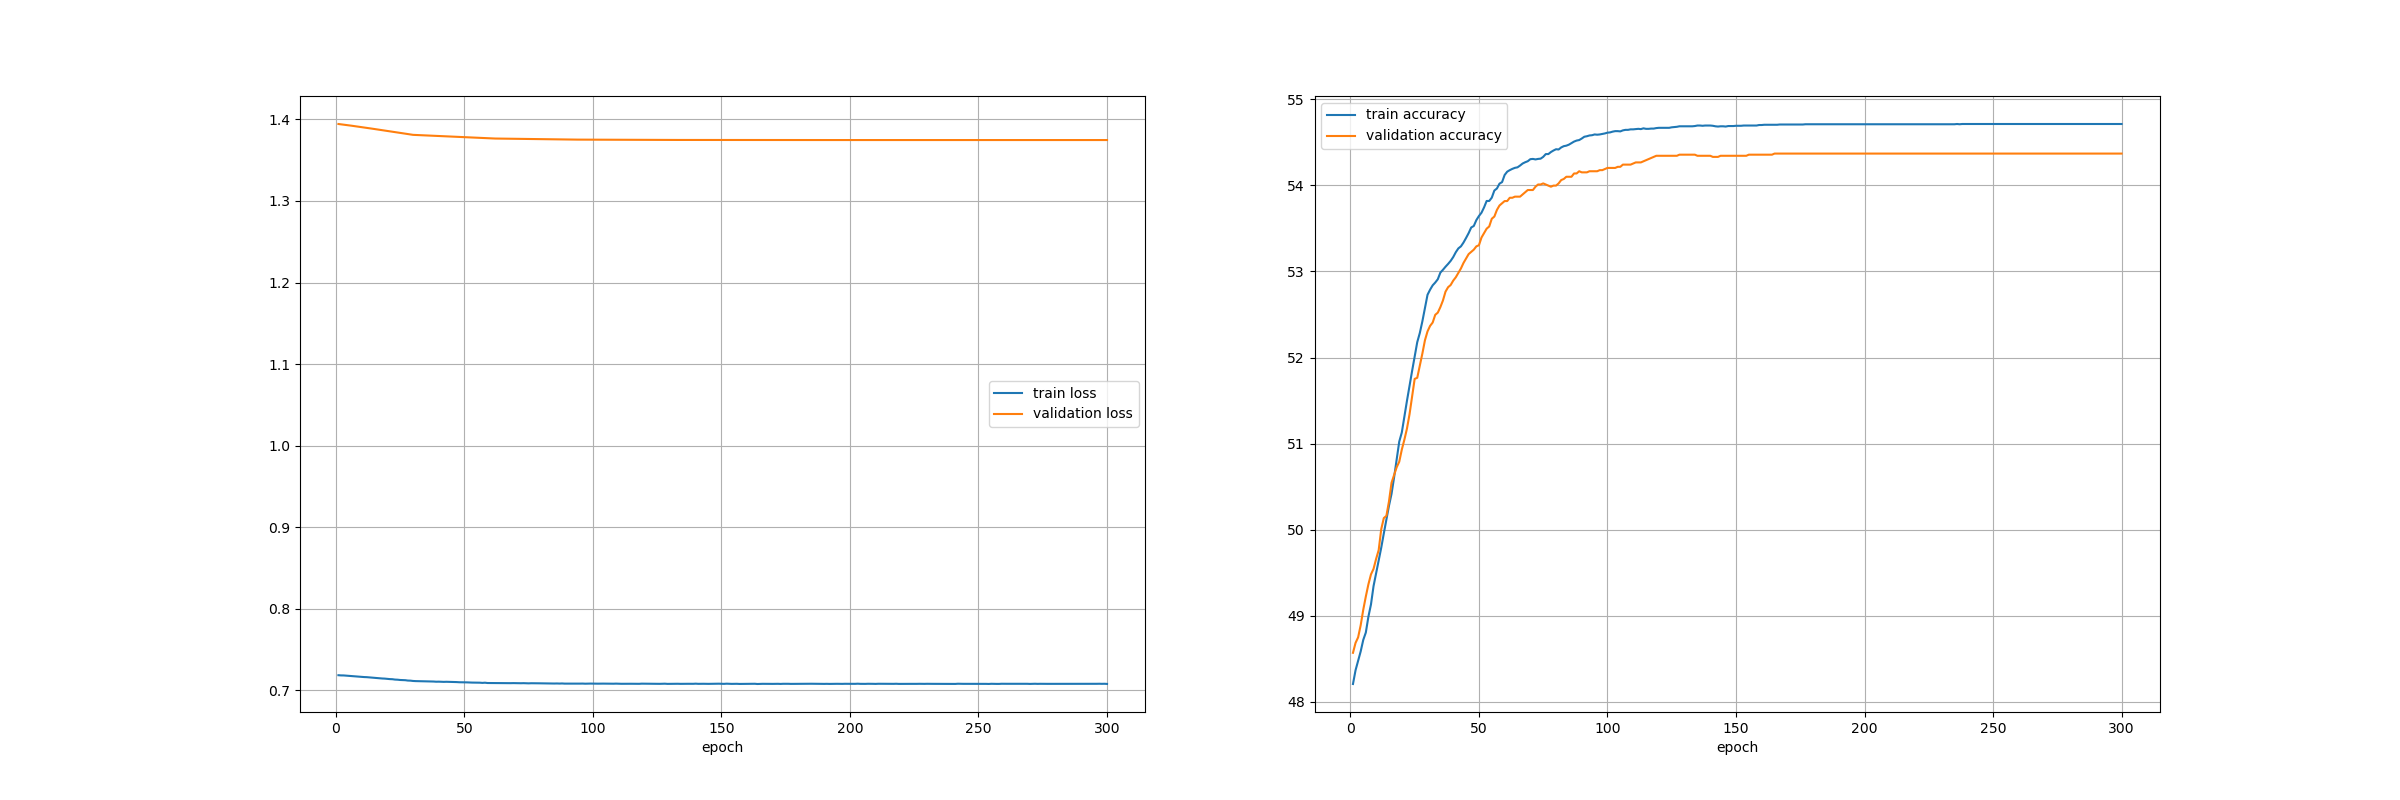 1.4
1.3
1.2
1.1
1.0
0.9
0.8
0.7
0 50 100 150 200 250 300
epoch
train loss
validation loss
55
54
53
52
51
50
49
48
0 50 100 150 200 250 300
epoch
train accuracy
validation accuracy